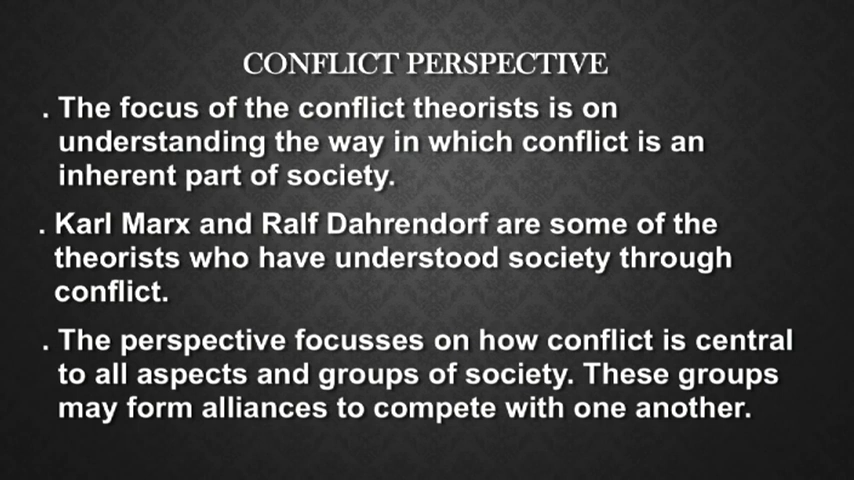 CONFLICT PERSPECTIVE
. The focus of the conflict theorists is on
understanding the way in which conflict is an
inherent part of society.
. Karl Marx and Ralf Dahrendorf are some of the
theorists who have understood society through
conflict.
. The perspective focusses on how conflict is central
to all aspects and groups of society. These groups
may form alliances to compete with one another.